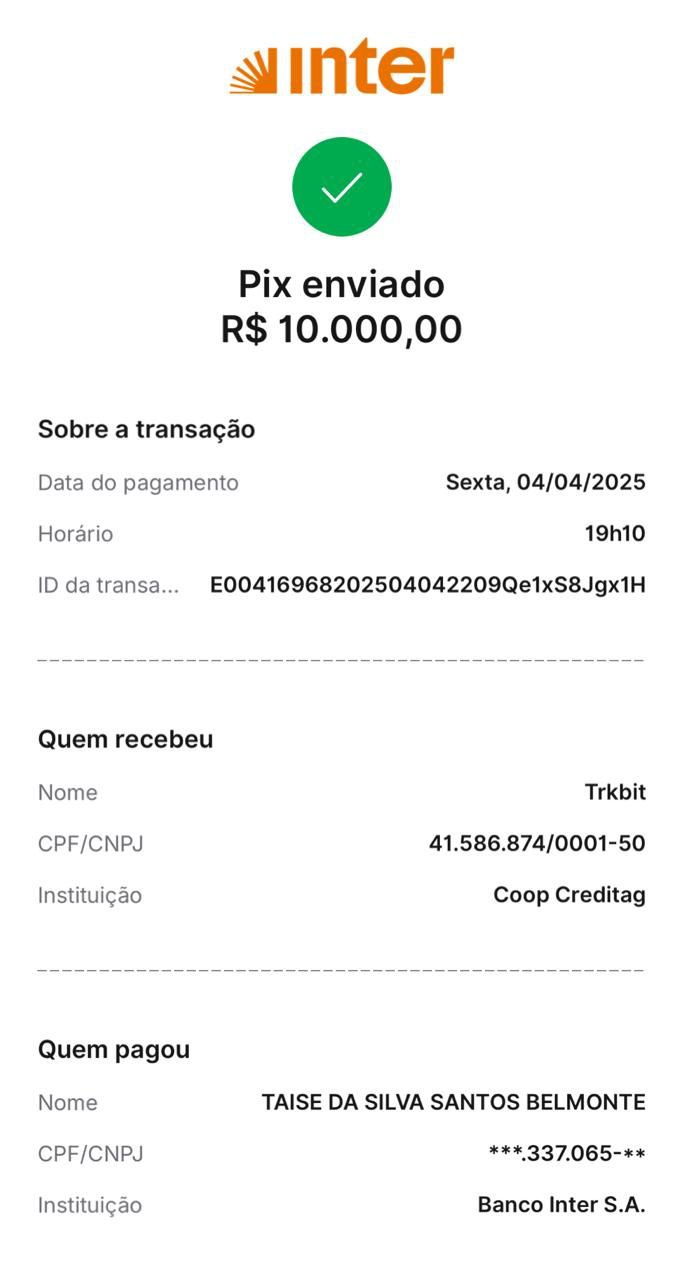 inter
Pix enviado
R$ 10.000,00
Sobre a transação
Data do pagamento Sexta, 04/04/2025
Horário 19h10
ID da transa... E00416968202504042209Qe1xS8Jgx1H
Quem recebeu
Nome Trkbit
CPF/CNPJ 41.586.874/0001-50
Instituição Coop Creditag
Quem pagou
Nome TAISE DA SILVA SANTOS BELMONTE
CPF/CNPJ ***.337.065-**
Instituição Banco Inter S.A.